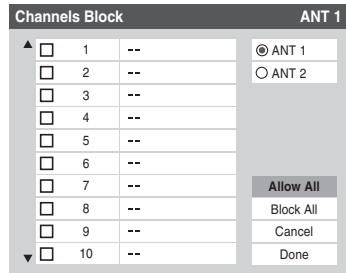 Channels Block ANT 1
1 -- ANT 1
2 -- ANT 2
3 --
4 --
5 --
6 --
7 -- Allow All
8 -- Block All
9 -- Cancel
10 -- Done